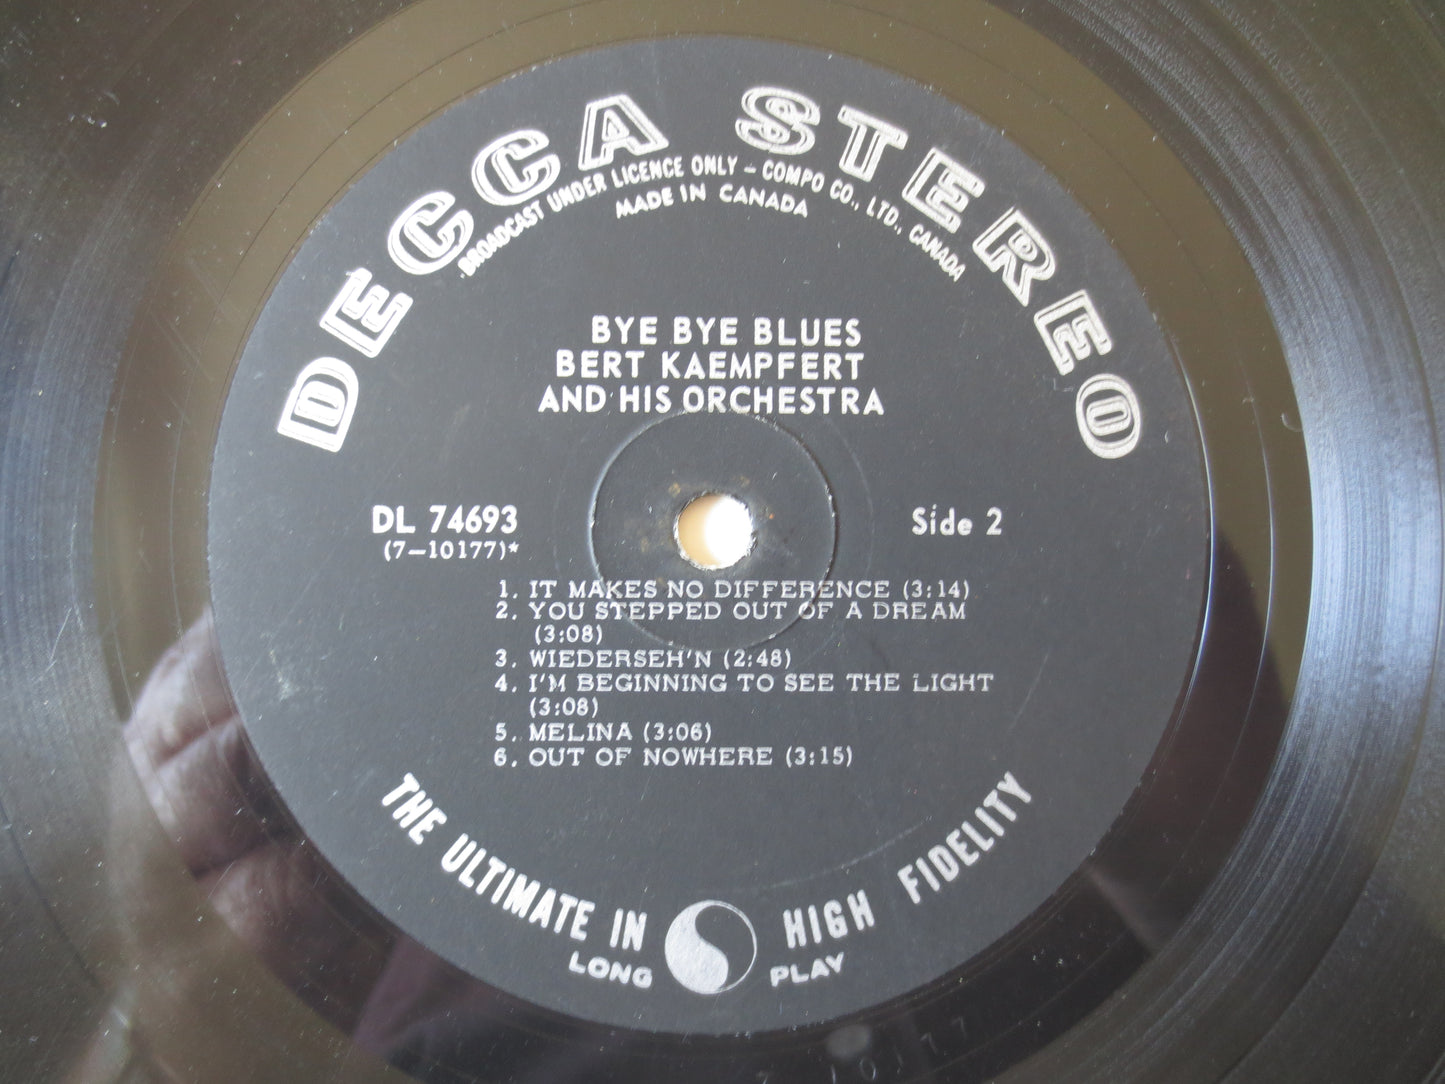 DECCA STEREO
BROADCAST UNDER LICENCE ONLY – COMPO CO., LTD., CANADA
MADE IN CANADA
BYE BYE BLUES
BERT KAEMPFERT
AND HIS ORCHESTRA
DL 74693
(7–10177)*
Side 2
1. IT MAKES NO DIFFERENCE (3:14)
2. YOU STEPPED OUT OF A DREAM
(3:08)
3. WIEDERSEH'N (2:48)
4. I'M BEGINNING TO SEE THE LIGHT
(3:08)
5. MELINA (3:06)
6. OUT OF NOWHERE (3:15)
THE ULTIMATE IN HIGH FIDELITY
LONG PLAY